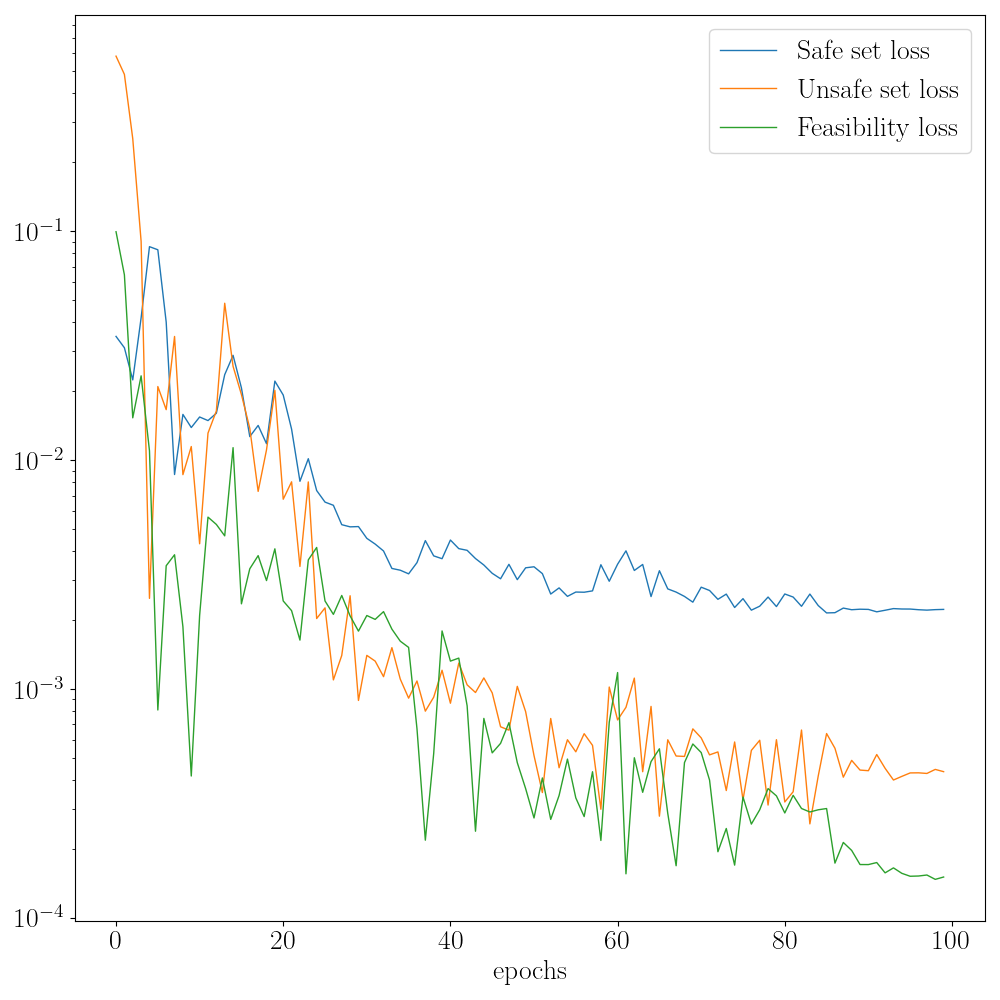 Safe set loss
Unsafe set loss
Feasibility loss
10⁻¹
10⁻²
10⁻³
10⁻⁴
0 20 40 60 80 100
epochs